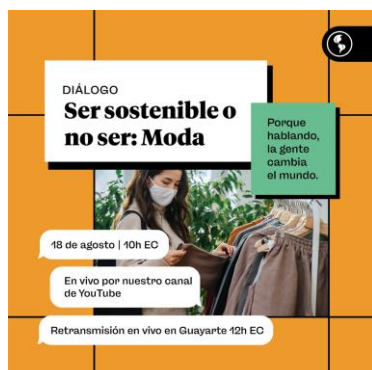 DIÁLOGO
Ser sostenible o
no ser: Moda
Porque
hablando,
la gente
cambia
el mundo.
18 de agosto | 10h EC
En vivo por nuestro canal
de YouTube
Retransmisión en vivo en Guayarte 12h EC